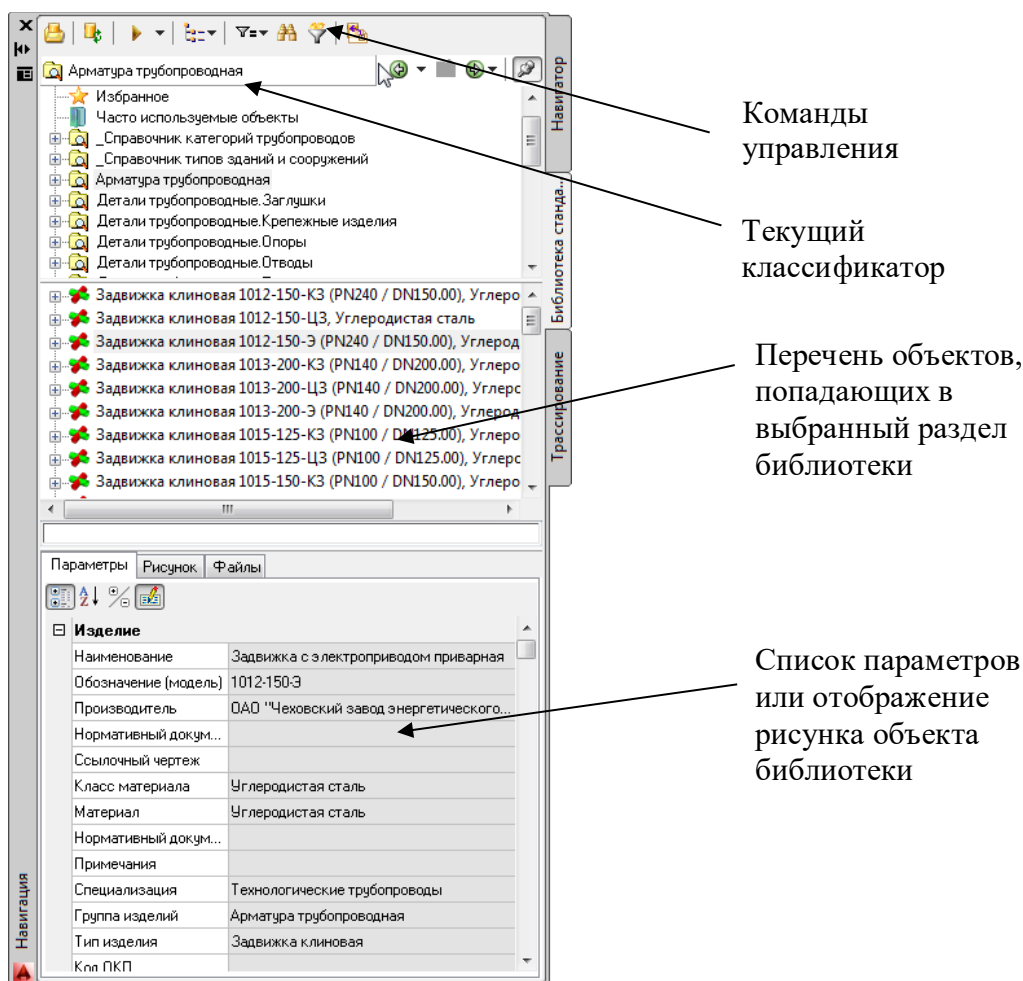 Арматура трубопроводная
Избранное
Часто используемые объекты
_Справочник категорий трубопроводов
_Справочник типов зданий и сооружений
Арматура трубопроводная
Детали трубопроводные.Заглушки
Детали трубопроводные.Крепежные изделия
Детали трубопроводные.Опоры
Детали трубопроводные.Отводы
Задвижка клиновая 1012-150-КЗ (PN240 / DN150.00), Углеро
Задвижка клиновая 1012-150-ЦЗ, Углеродистая сталь
Задвижка клиновая 1012-150-Э (PN240 / DN150.00), Углерод
Задвижка клиновая 1013-200-КЗ (PN140 / DN200.00), Углеро
Задвижка клиновая 1013-200-ЦЗ (PN140 / DN200.00), Углерс
Задвижка клиновая 1013-200-Э (PN140 / DN200.00), Углерод
Задвижка клиновая 1015-125-КЗ (PN100 / DN125.00), Углеро
Задвижка клиновая 1015-125-ЦЗ (PN100 / DN125.00), Углерс
Задвижка клиновая 1015-150-КЗ (PN100 / DN150.00), Углеро
Параметры Рисунок Файлы
Изделие
Наименование Задвижка с электроприводом приварная
Обозначение (модель) 1012-150-Э
Производитель ОАО "Чеховский завод энергетического...
Нормативный докум...
Ссылочный чертеж
Класс материала Углеродистая сталь
Материал Углеродистая сталь
Нормативный докум...
Примечания
Специализация Технологические трубопроводы
Группа изделий Арматура трубопроводная
Тип изделия Задвижка клиновая
Код ОКП
Навигация
Навигатор
Библиотека станда...
Трассирование
Команды
управления
Текущий
классификатор
Перечень объектов,
попадающих в
выбранный раздел
библиотеки
Список параметров
или отображение
рисунка объекта
библиотеки